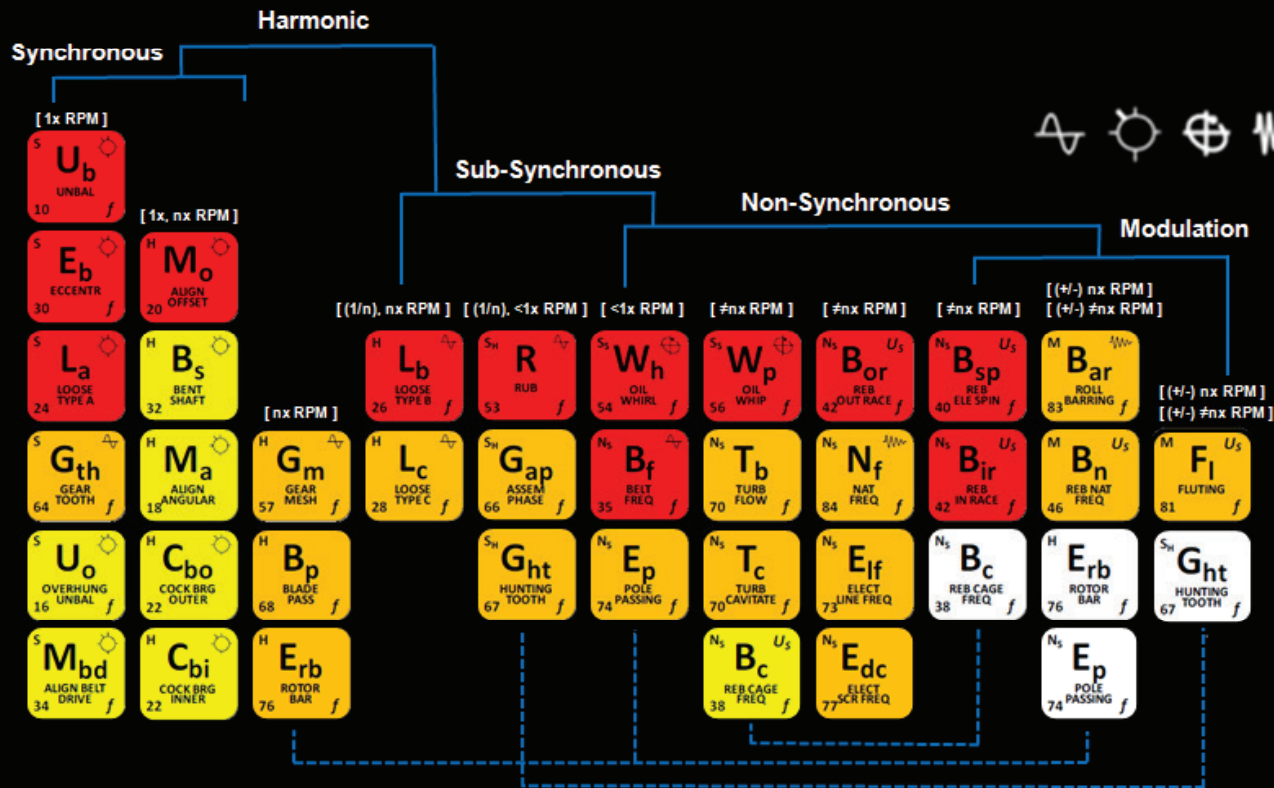 Harmonic
Synchronous
Sub-Synchronous
Non-Synchronous
Modulation
[ 1x RPM ]
S
Ub
UNBAL
10 f
S
Eb
ECCENTR
30 f
S
La
LOOSE
TYPE A
24 f
S
Gth
GEAR
TOOTH
64 f
S
Uo
OVERHUNG
UNBAL
16 f
S
Mbd
ALIGN BELT
DRIVE
34 f
[ 1x, nx RPM ]
H
Mo
ALIGN
OFFSET
20 f
H
Bs
BENT
SHAFT
32 f
H
Ma
ALIGN
ANGULAR
18 f
H
Cbo
COCK BRG
OUTER
22 f
H
Cbi
COCK BRG
INNER
22 f
[ nx RPM ]
H
Gm
GEAR
MESH
57 f
H
Bp
BLADE
PASS
68 f
H
Erb
ROTOR
BAR
76 f
[ (1/n), nx RPM ]
H
Lb
LOOSE
TYPE B
26 f
H
Lc
LOOSE
TYPE C
28 f
[ (1/n), <1x RPM ]
SH
R
RUB
53 f
SH
Gap
ASSEM
PHASE
66 f
SH
Ght
HUNTING
TOOTH
67 f
[ <1x RPM ]
SS
Wh
OIL
WHIRL
54 f
NS
Bf
BELT
FREQ
35 f
NS
Ep
POLE
PASSING
74 f
[ ≠nx RPM ]
SS
Wp
OIL
WHIP
56 f
NS
Tb
TURB
FLOW
70 f
NS
Tc
TURB
CAVITATE
70 f
NS US
Bc
REB CAGE
FREQ
38 f
[ ≠nx RPM ]
NS US
Bor
REB
OUT RACE
42 f
NS
Nf
NAT
FREQ
84 f
NS
Elf
ELECT
LINE FREQ
73 f
NS
Edc
ELECT
SCR FREQ
77 f
[ ≠nx RPM ]
NS US
Bsp
REB
ELE SPIN
40 f
NS US
Bir
REB
IN RACE
42 f
NS
Bc
REB CAGE
FREQ
38 f
[ (+/-) nx RPM ]
[ (+/-) ≠nx RPM ]
M
Bar
ROLL
BARRING
83 f
M US
Bn
REB NAT
FREQ
46 f
H
Erb
ROTOR
BAR
76 f
NS
Ep
POLE
PASSING
74 f
[ (+/-) nx RPM ]
[ (+/-) ≠nx RPM ]
M US
Fl
FLUTING
81 f
SH
Ght
HUNTING
TOOTH
67 f